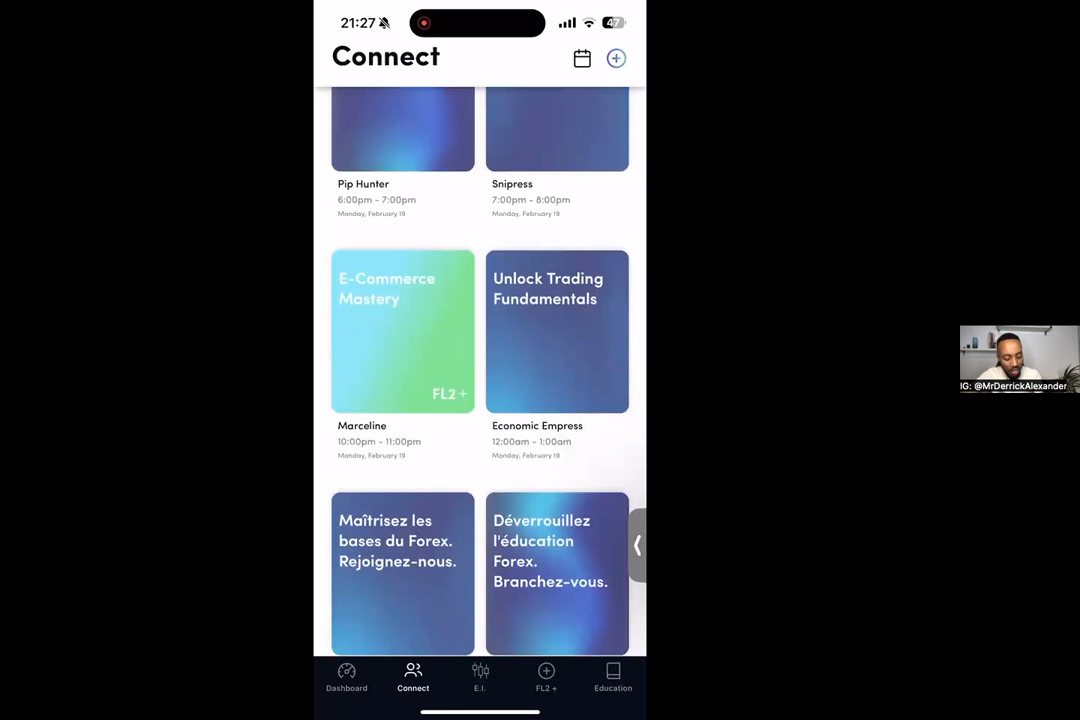 21:27
47
Connect
Pip Hunter
6:00pm - 7:00pm
Monday, February 19
Snipress
7:00pm - 8:00pm
Monday, February 19
E-Commerce
Mastery
FL2 +
Marceline
10:00pm - 11:00pm
Monday, February 19
Unlock Trading
Fundamentals
Economic Empress
12:00am - 1:00am
Monday, February 19
Maîtrisez les
bases du Forex.
Rejoignez-nous.
Déverrouillez
l'éducation
Forex.
Branchez-vous.
Dashboard
Connect
E.I.
FL2 +
Education
IG: @MrDerrickAlexander